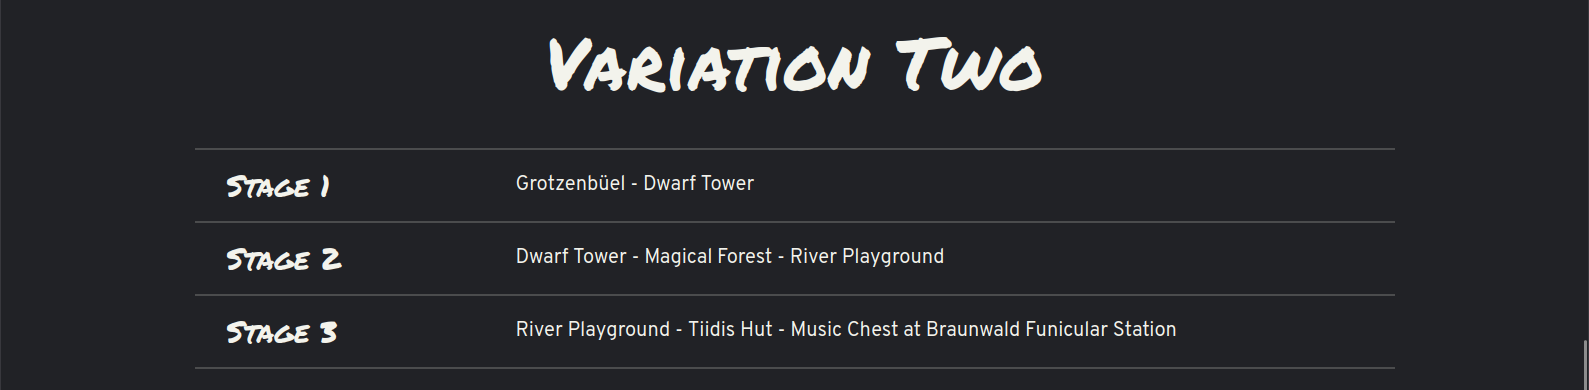 Variation Two
Stage 1
Grotzenbüel - Dwarf Tower
Stage 2
Dwarf Tower - Magical Forest - River Playground
Stage 3
River Playground - Tiidis Hut - Music Chest at Braunwald Funicular Station